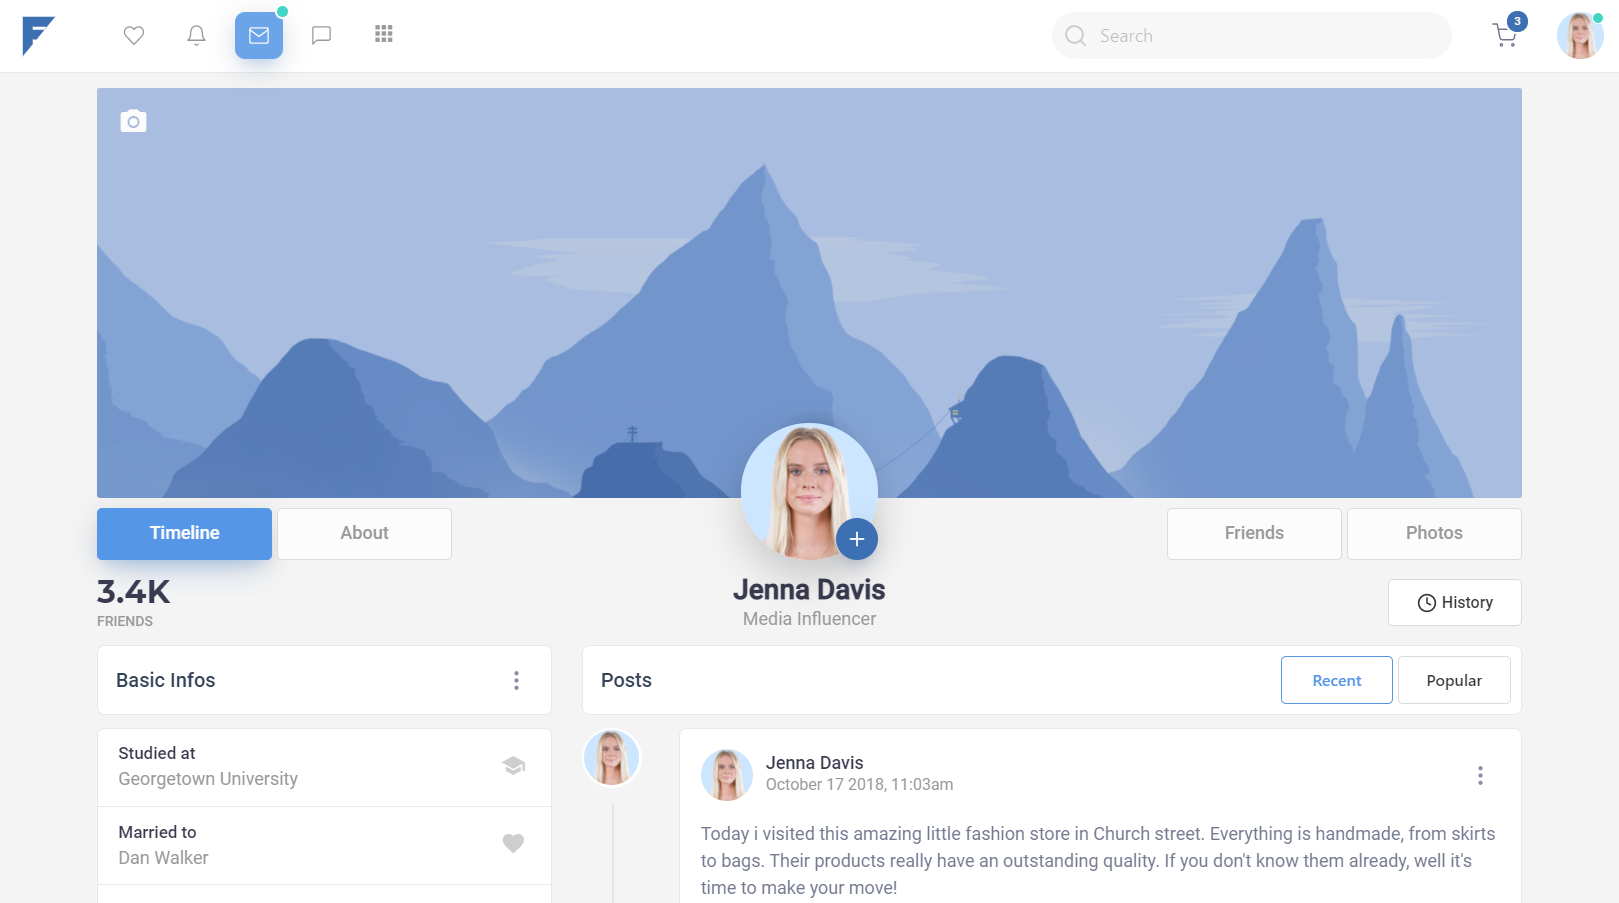 Search
3
Timeline
About
Friends
Photos
3.4K
FRIENDS
Jenna Davis
Media Influencer
History
Basic Infos
Posts
Recent
Popular
Studied at
Georgetown University
Married to
Dan Walker
Jenna Davis
October 17 2018, 11:03am
Today i visited this amazing little fashion store in Church street. Everything is handmade, from skirts
to bags. Their products really have an outstanding quality. If you don't know them already, well it's
time to make your move!